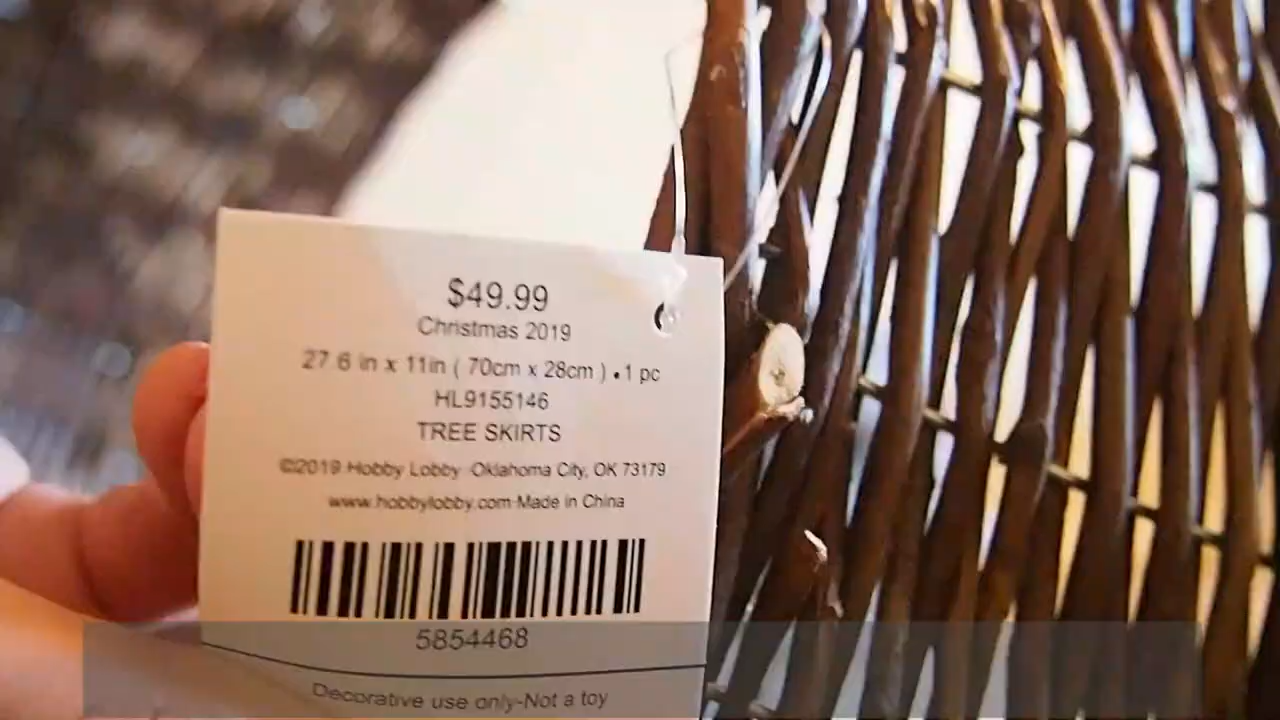 $49.99
Christmas 2019
27 6 in x 11in ( 70cm x 28cm ) • 1 pc
HL9155146
TREE SKIRTS
©2019 Hobby Lobby Oklahoma City, OK 73179
www.hobbylobby.com Made in China
5854468
Decorative use only-Not a toy